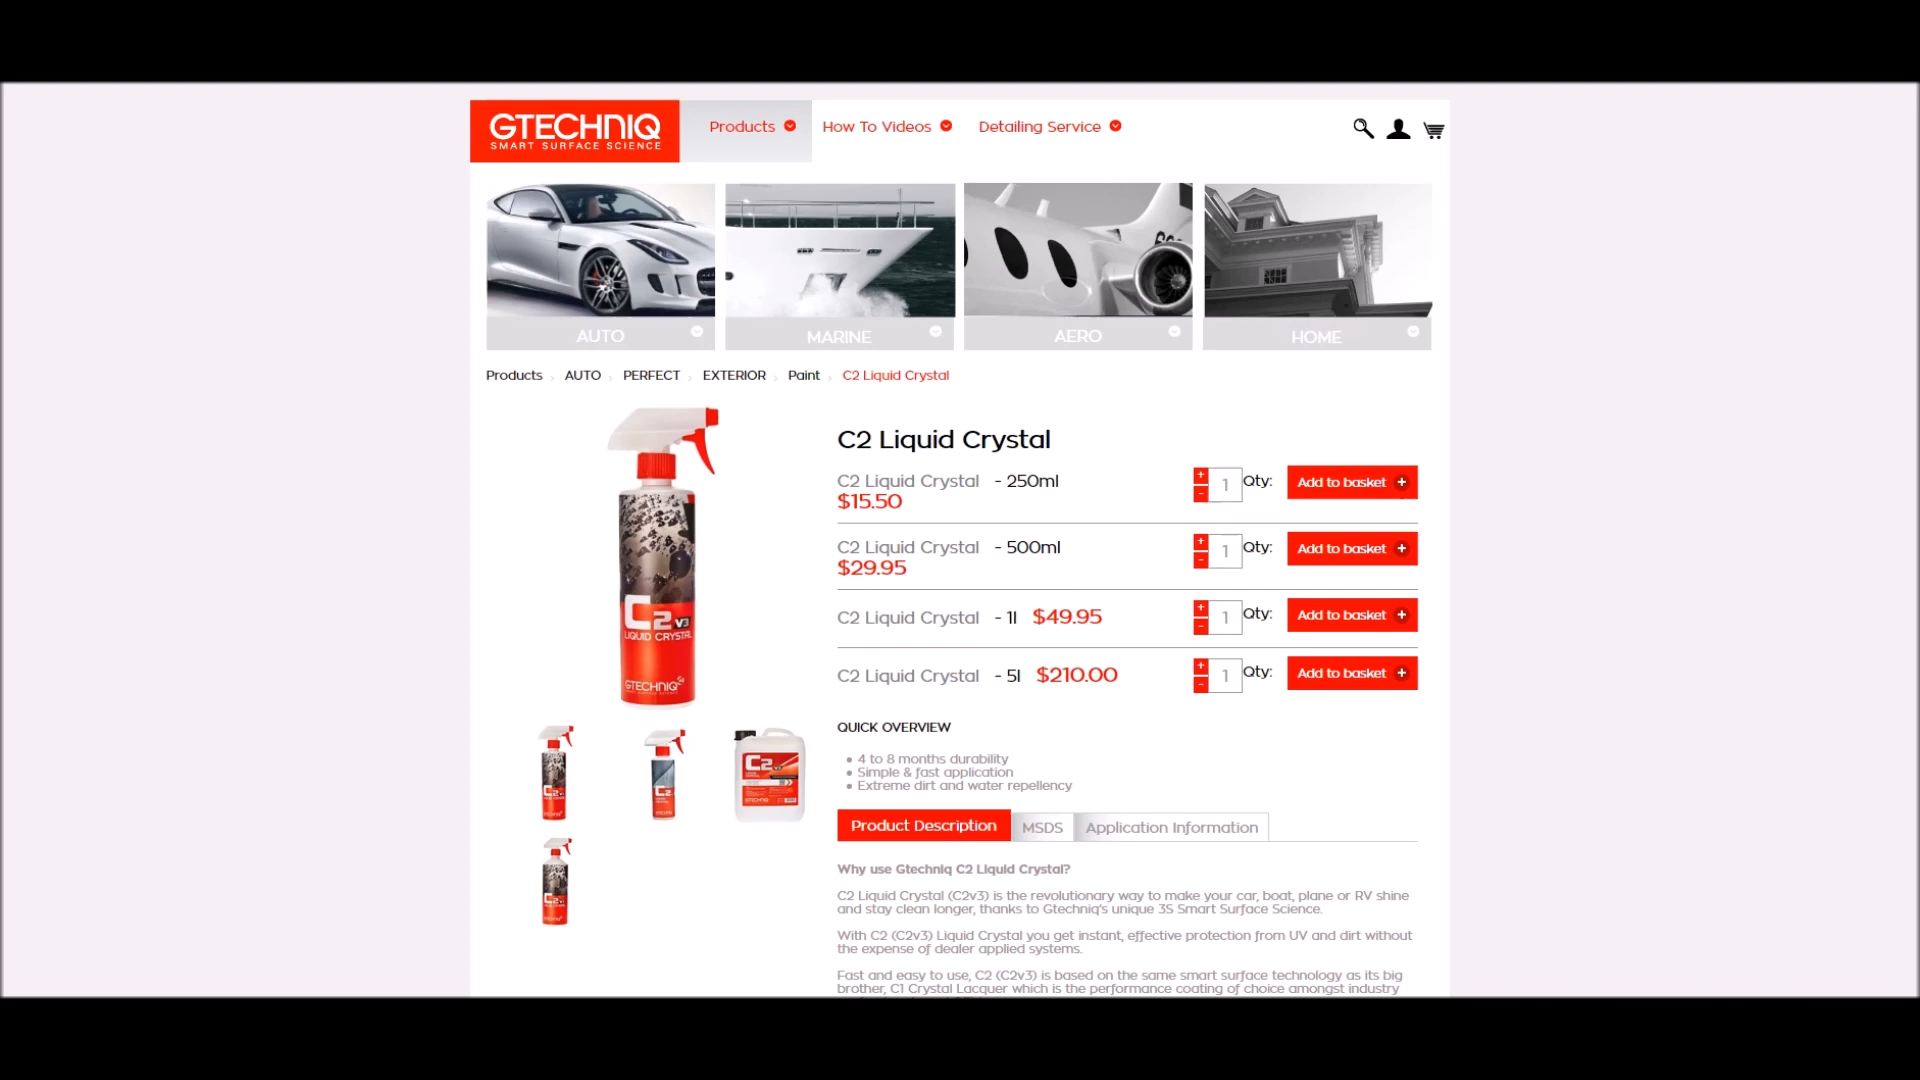 GTECHNIQ
SMART SURFACE SCIENCE
Products
How To Videos
Detailing Service
AUTO
MARINE
AERO
HOME
Products
AUTO
PERFECT
EXTERIOR
Paint
C2 Liquid Crystal
C2 Liquid Crystal
C2 Liquid Crystal - 250ml
$15.50
+
-
1
Qty:
Add to basket +
C2 Liquid Crystal - 500ml
$29.95
+
-
1
Qty:
Add to basket +
C2 Liquid Crystal - 1l $49.95
+
-
1
Qty:
Add to basket +
C2 Liquid Crystal - 5l $210.00
+
-
1
Qty:
Add to basket +
C2 V3
LIQUID CRYSTAL
GTECHNIQ
SMART SURFACE SCIENCE
C2
C2
C2
C2
QUICK OVERVIEW
• 4 to 8 months durability
• Simple & fast application
• Extreme dirt and water repellency
Product Description
MSDS
Application Information
Why use Gtechniq C2 Liquid Crystal?
C2 Liquid Crystal (C2v3) is the revolutionary way to make your car, boat, plane or RV shine
and stay clean longer, thanks to Gtechniq's unique 3S Smart Surface Science.
With C2 (C2v3) Liquid Crystal you get instant, effective protection from UV and dirt without
the expense of dealer applied systems.
Fast and easy to use, C2 (C2v3) is based on the same smart surface technology as its big
brother, C1 Crystal Lacquer which is the performance coating of choice amongst industry